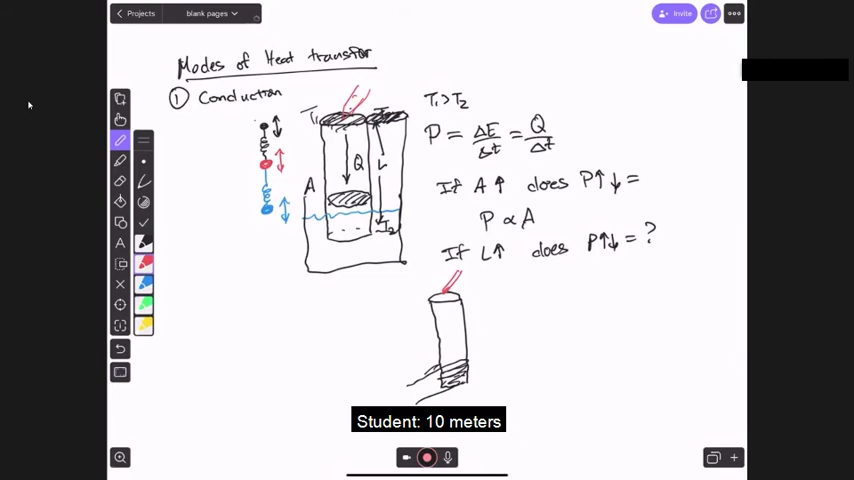 Projects
blank pages
Invite
Modes of Heat transfer
① Conduction
T₁
T₁ > T₂
P = ΔE/Δt = Q/Δt
Q
L
A
T₂
If A↑ does P↑↓ =
P ∝ A
If L↑ does P↑↓ = ?
A
Student: 10 meters